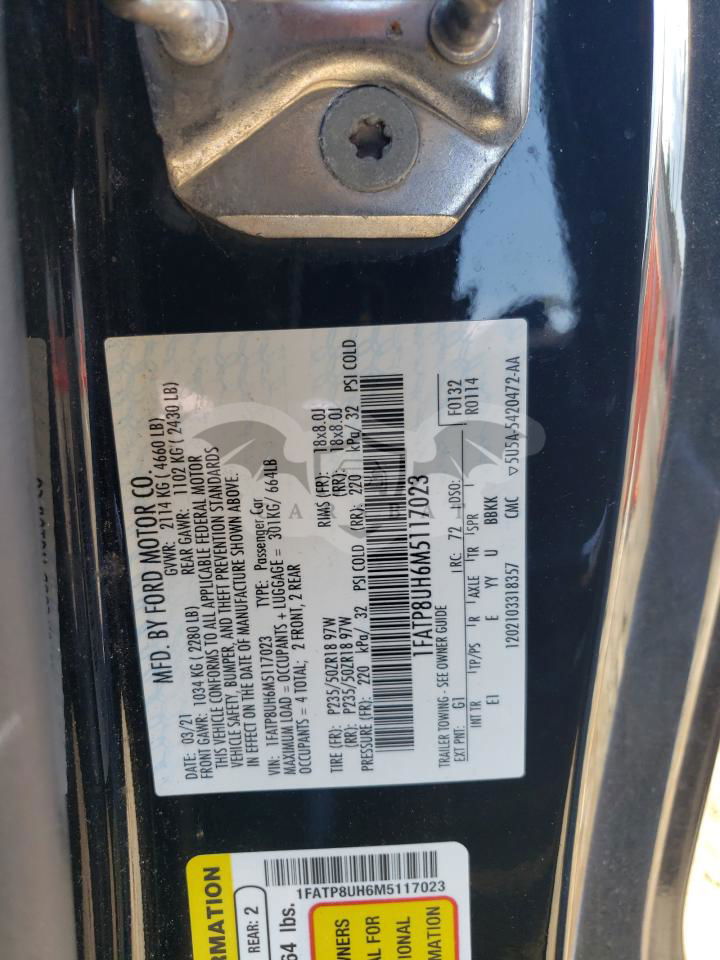 MFD. BY FORD MOTOR CO.
DATE: 03/21 GVWR: 2114 KG ( 4660 LB)
FRONT GAWR: 1034 KG ( 2280 LB) REAR GAWR: 1102 KG ( 2430 LB)
THIS VEHICLE CONFORMS TO ALL APPLICABLE FEDERAL MOTOR
VEHICLE SAFETY, BUMPER, AND THEFT PREVENTION STANDARDS
IN EFFECT ON THE DATE OF MANUFACTURE SHOWN ABOVE.
VIN: 1FATP8UH6M5117023 TYPE: Passenger Car
MAXIMUM LOAD = OCCUPANTS + LUGGAGE = 301KG/ 664LB
OCCUPANTS = 4 TOTAL; 2 FRONT, 2 REAR
TIRE (FR): P235/50ZR18 97W RIMS (FR): 18x8.0J
(RR): P235/50ZR18 97W (RR): 18x8.0J
PRESSURE (FR): 220 kPa/ 32 PSI COLD (RR): 220 kPa/ 32 PSI COLD
1FATP8UH6M5117023
TRAILER TOWING - SEE OWNER GUIDE F0132
EXT PNT: G1 RC: 72 DSO: R0114
INT TR TP/PS R AXLE TR SPR
EI E YY U BBKK
1202103318357 CMC ▽ 5U5A-5420472-AA
REAR: 2
1FATP8UH6M5117023
64 lbs.